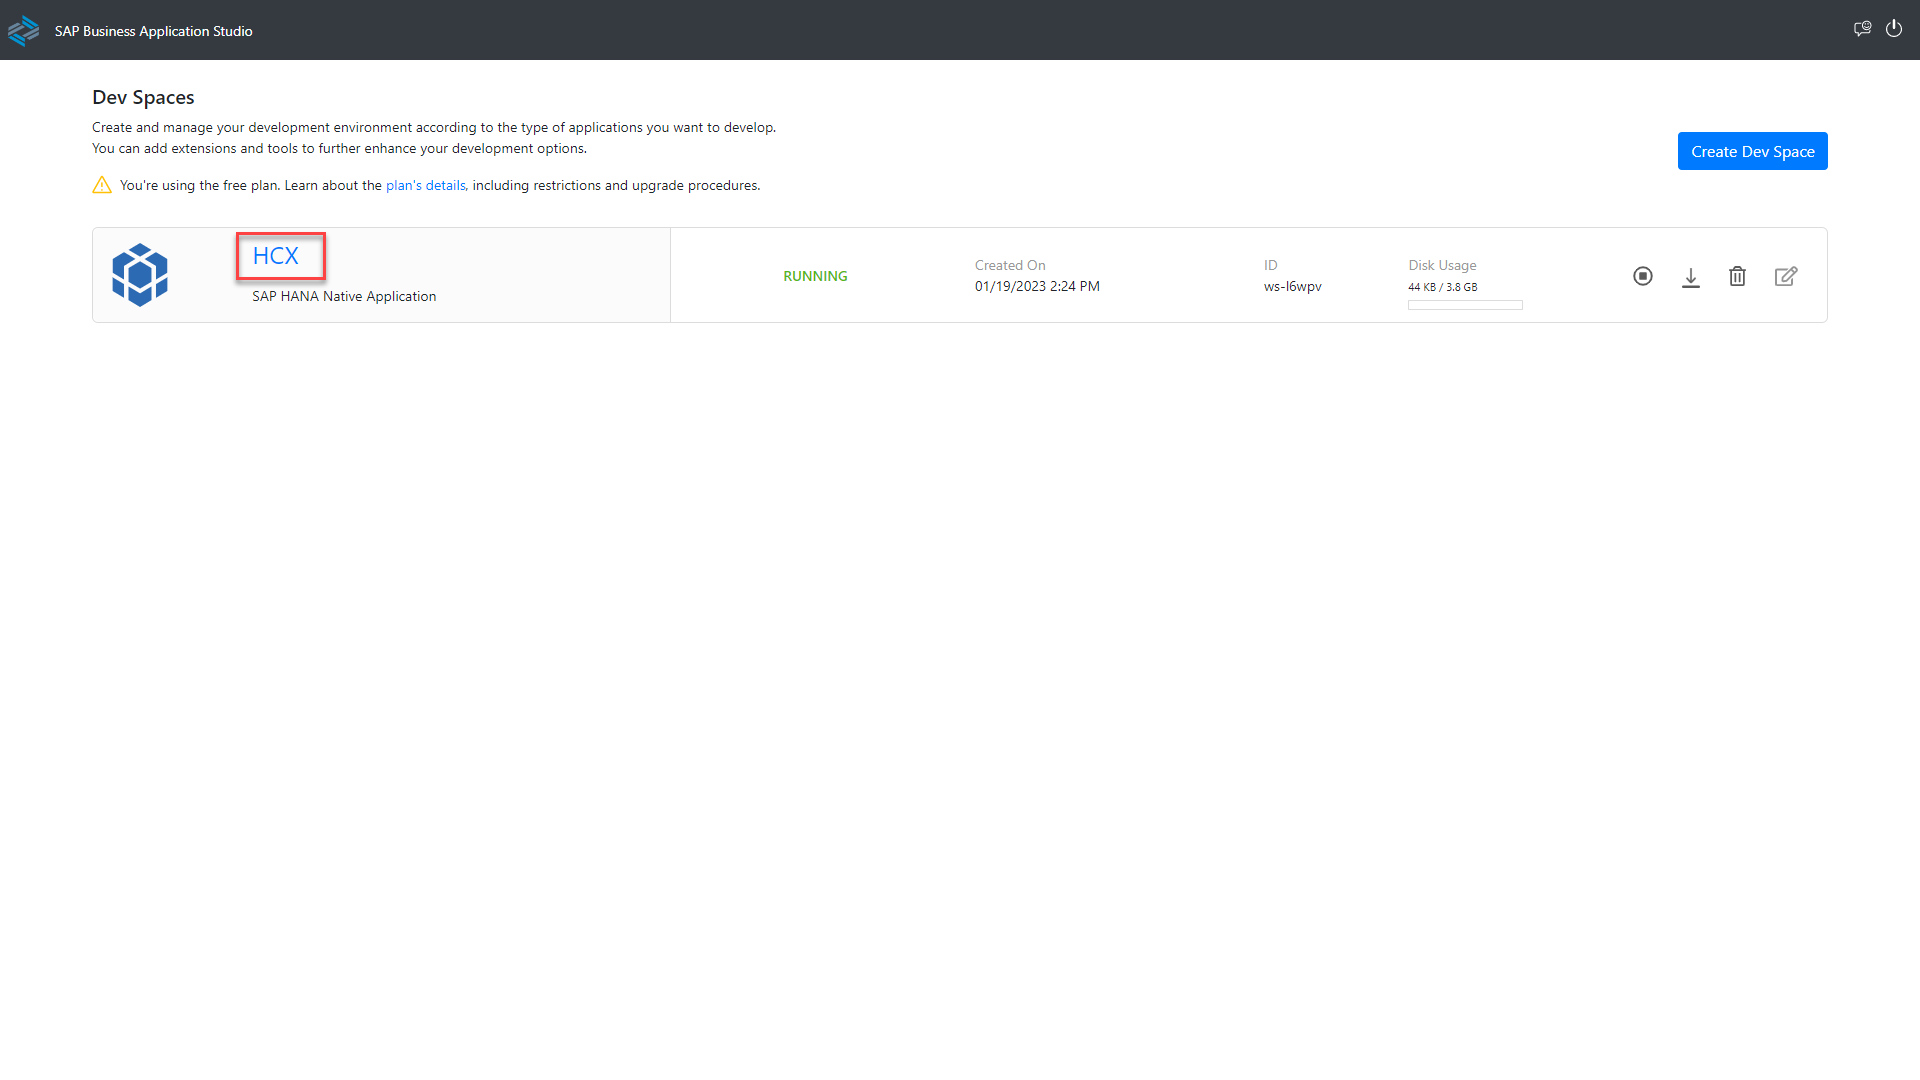 SAP Business Application Studio
Dev Spaces
Create and manage your development environment according to the type of applications you want to develop.
You can add extensions and tools to further enhance your development options.
Create Dev Space
You're using the free plan. Learn about the plan's details, including restrictions and upgrade procedures.
HCX
SAP HANA Native Application
RUNNING
Created On
01/19/2023 2:24 PM
ID
ws-l6wpv
Disk Usage
44 KB / 3.8 GB